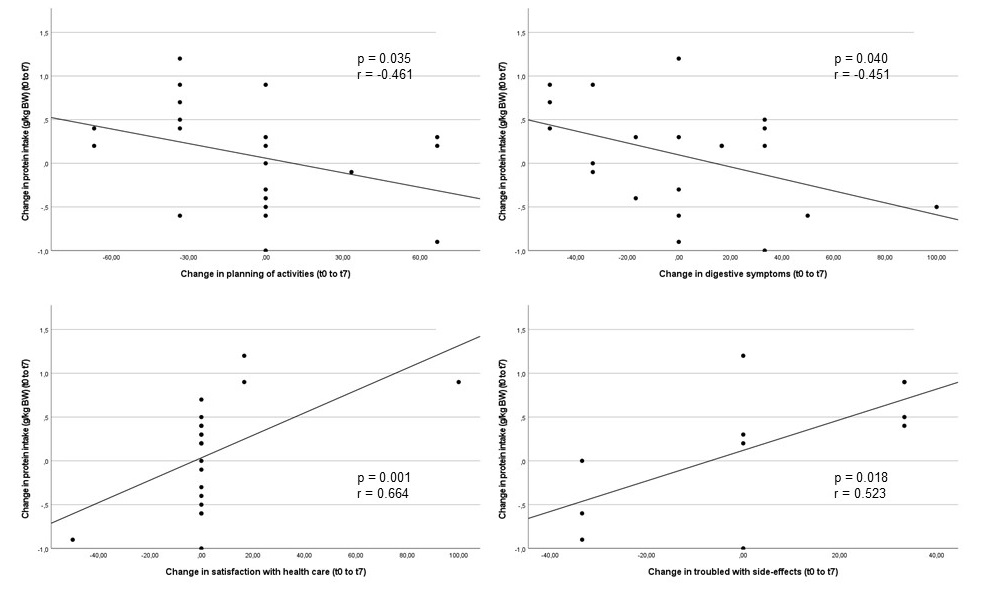 1,5
1,0
,5
,0
-,5
-1,0
Change in protein intake (g/kg BW) (t0 to t7)
p = 0.035
r = -0.461
-60,00 -30,00 ,00 30,00 60,00
Change in planning of activities (t0 to t7)
1,5
1,0
,5
,0
-,5
-1,0
Change in protein intake (g/kg BW) (t0 to t7)
p = 0.040
r = -0.451
-40,00 -20,00 ,00 20,00 40,00 60,00 80,00 100,00
Change in digestive symptoms (t0 to t7)
1,5
1,0
,5
,0
-,5
-1,0
Change in protein intake (g/kg BW) (t0 to t7)
p = 0.001
r = 0.664
-40,00 -20,00 ,00 20,00 40,00 60,00 80,00 100,00
Change in satisfaction with health care (t0 to t7)
1,5
1,0
,5
,0
-,5
-1,0
Change in protein intake (g/kg BW) (t0 to t7)
p = 0.018
r = 0.523
-40,00 -20,00 ,00 20,00 40,00
Change in troubled with side-effects (t0 to t7)